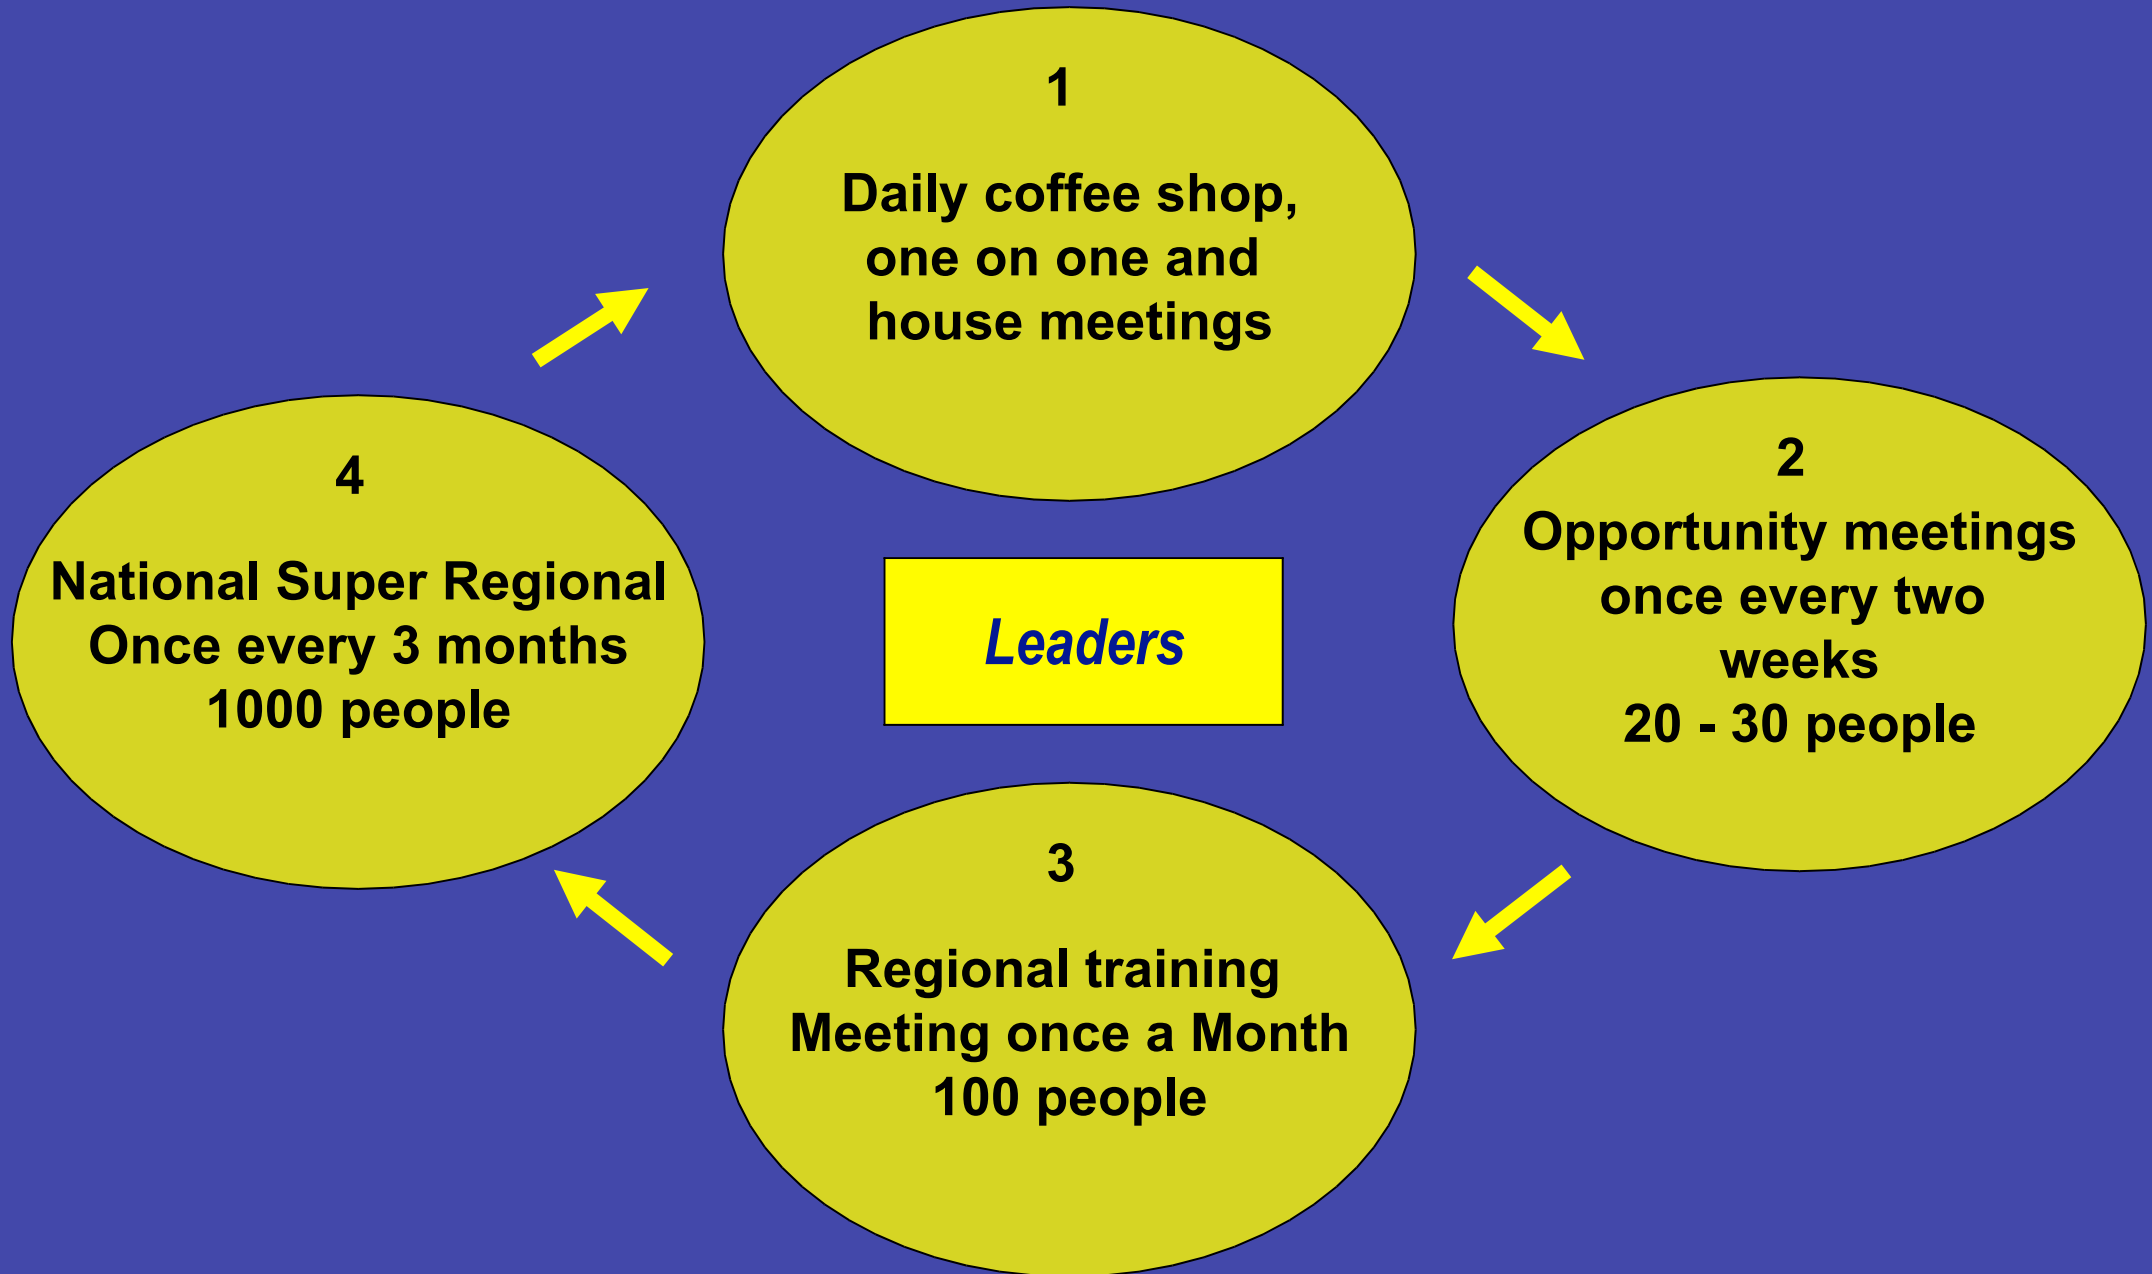 1
Daily coffee shop,
one on one and
house meetings
2
Opportunity meetings
once every two
weeks
20 - 30 people
3
Regional training
Meeting once a Month
100 people
4
National Super Regional
Once every 3 months
1000 people
Leaders